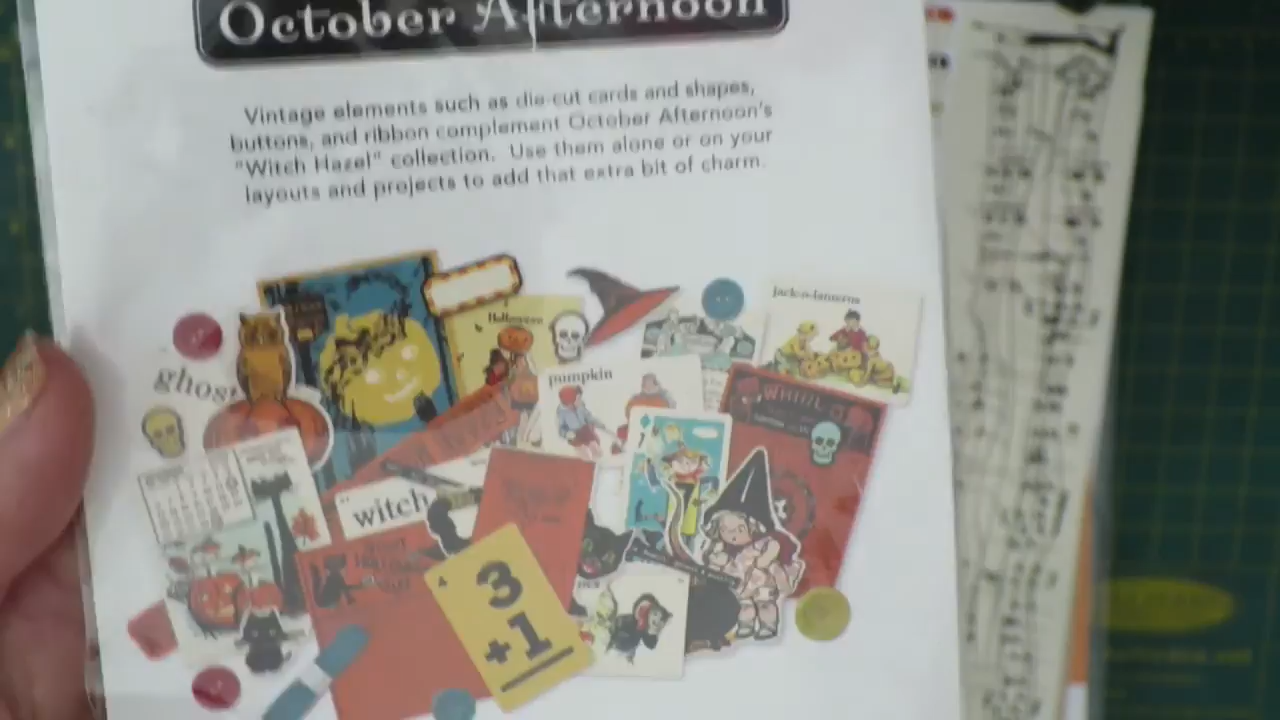 October Afternoon
Vintage elements such as die-cut cards and shapes,
buttons, and ribbon complement October Afternoon's
"Witch Hazel" collection. Use them alone or on your
layouts and projects to add that extra bit of charm.
jack-o-lanterns
Halloween
ghost
pumpkin
"witch
3
+1